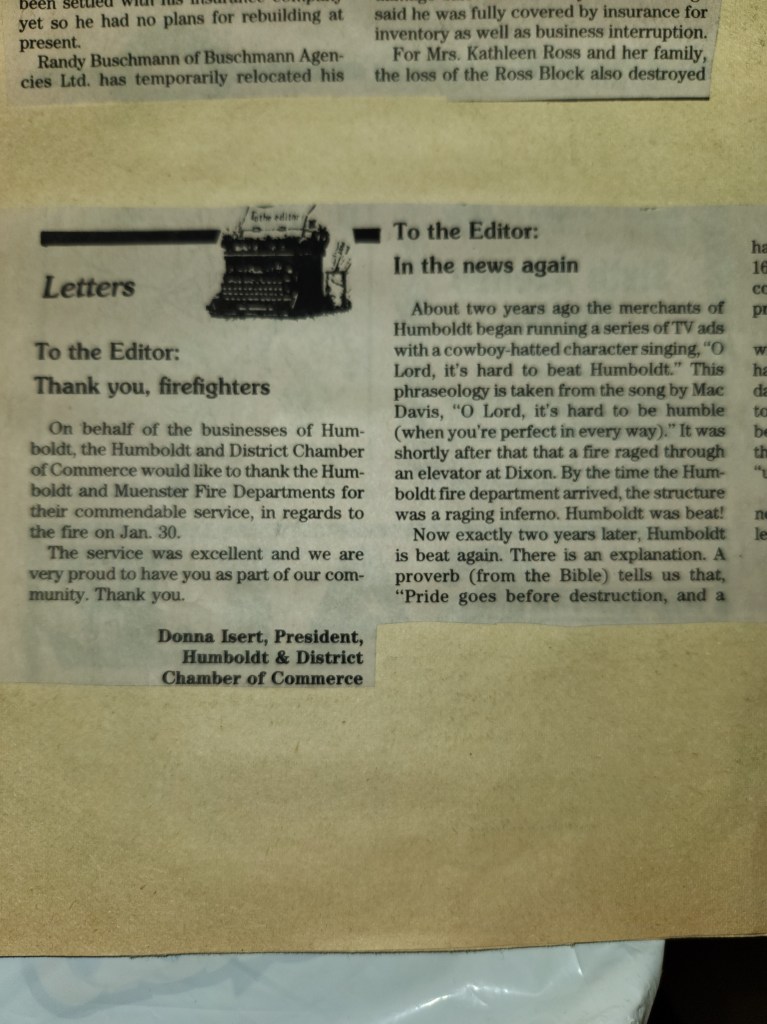 been settled with his insurance company
yet so he had no plans for rebuilding at
present.
Randy Buschmann of Buschmann Agen-
cies Ltd. has temporarily relocated his
said he was fully covered by insurance for
inventory as well as business interruption.
For Mrs. Kathleen Ross and her family,
the loss of the Ross Block also destroyed
To the editor
Letters
To the Editor:
Thank you, firefighters
On behalf of the businesses of Hum-
boldt, the Humboldt and District Chamber
of Commerce would like to thank the Hum-
boldt and Muenster Fire Departments for
their commendable service, in regards to
the fire on Jan. 30.
The service was excellent and we are
very proud to have you as part of our com-
munity. Thank you.
Donna Isert, President,
Humboldt & District
Chamber of Commerce
To the Editor:
In the news again
About two years ago the merchants of
Humboldt began running a series of TV ads
with a cowboy-hatted character singing, "O
Lord, it's hard to beat Humboldt." This
phraseology is taken from the song by Mac
Davis, "O Lord, it's hard to be humble
(when you're perfect in every way)." It was
shortly after that that a fire raged through
an elevator at Dixon. By the time the Hum-
boldt fire department arrived, the structure
was a raging inferno. Humboldt was beat!
Now exactly two years later, Humboldt
is beat again. There is an explanation. A
proverb (from the Bible) tells us that,
"Pride goes before destruction, and a